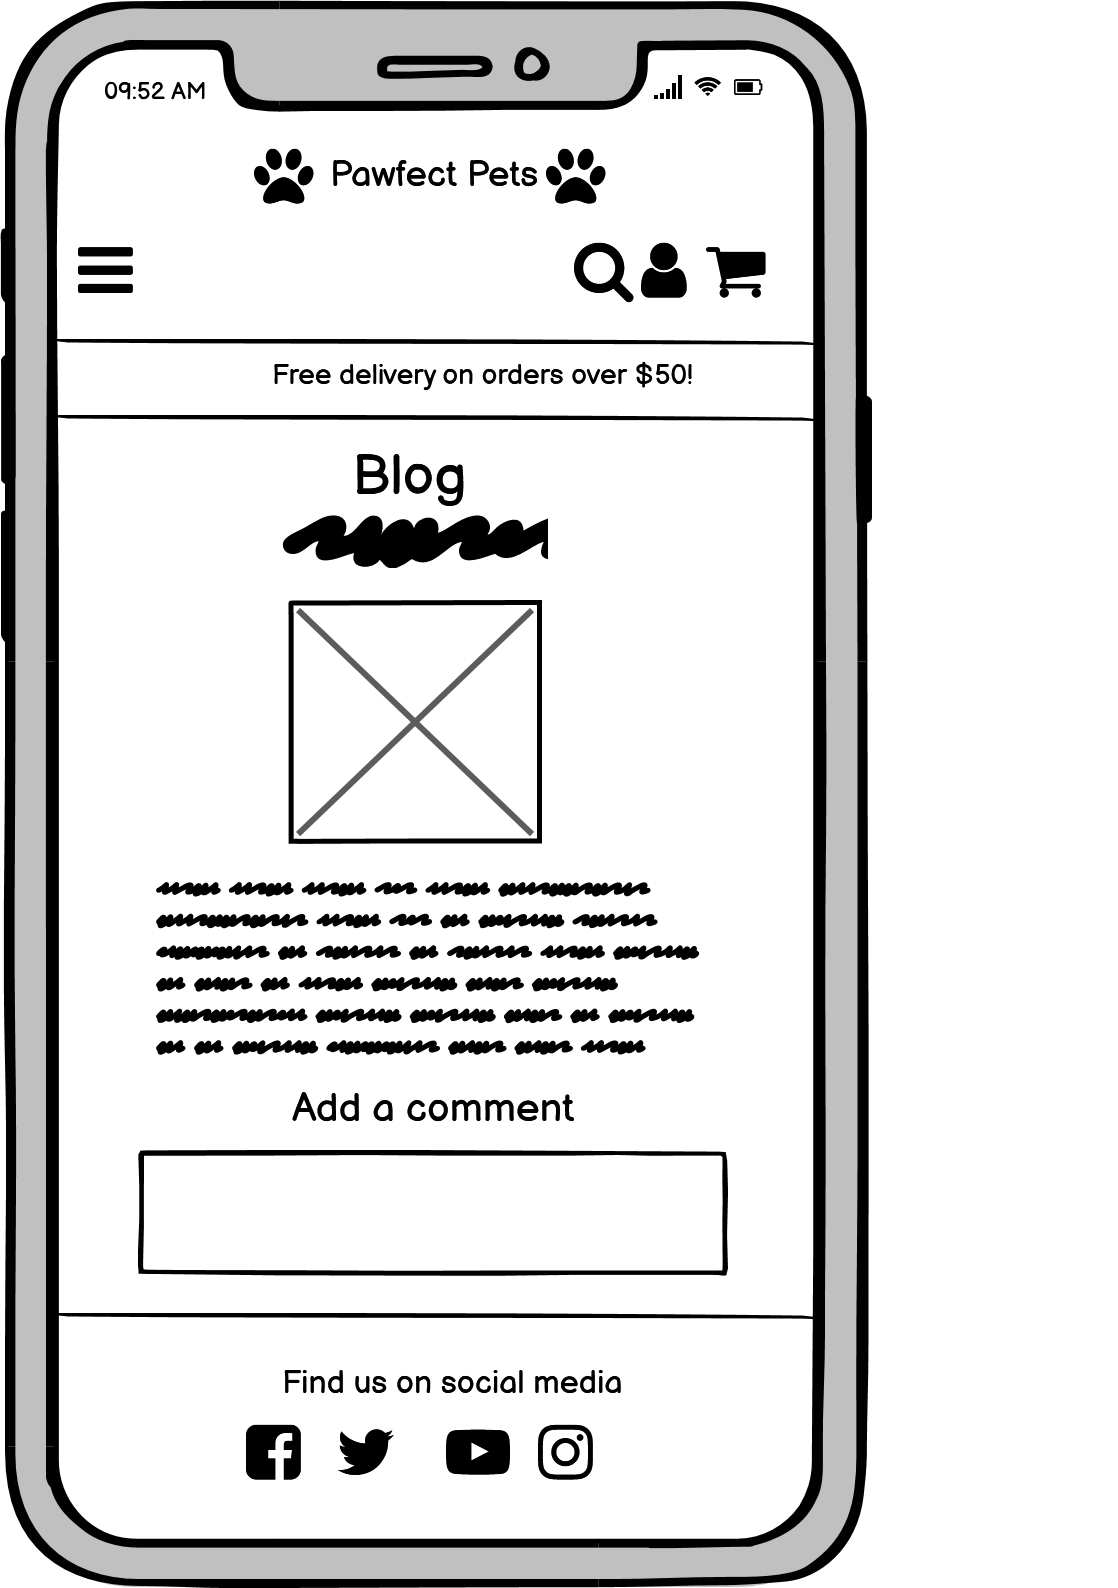 09:52 AM
Pawfect Pets
Free delivery on orders over $50!
Blog
Add a comment
Find us on social media